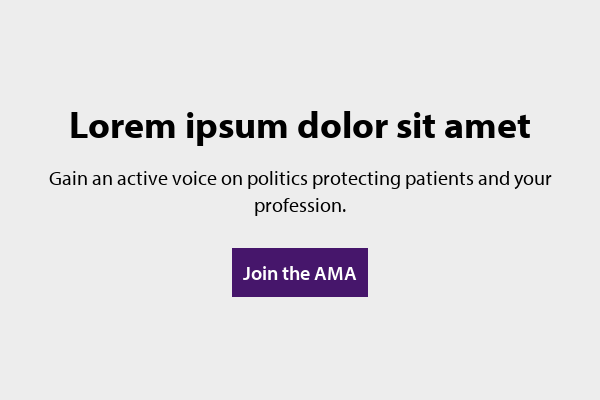 Lorem ipsum dolor sit amet
Gain an active voice on politics protecting patients and your
profession.
Join the AMA